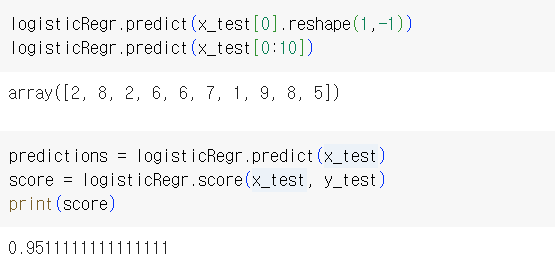 logisticRegr.predict(x_test[0].reshape(1,-1))
logisticRegr.predict(x_test[0:10])
array([2, 8, 2, 6, 6, 7, 1, 9, 8, 5])
predictions = logisticRegr.predict(x_test)
score = logisticRegr.score(x_test, y_test)
print(score)
0.9511111111111111